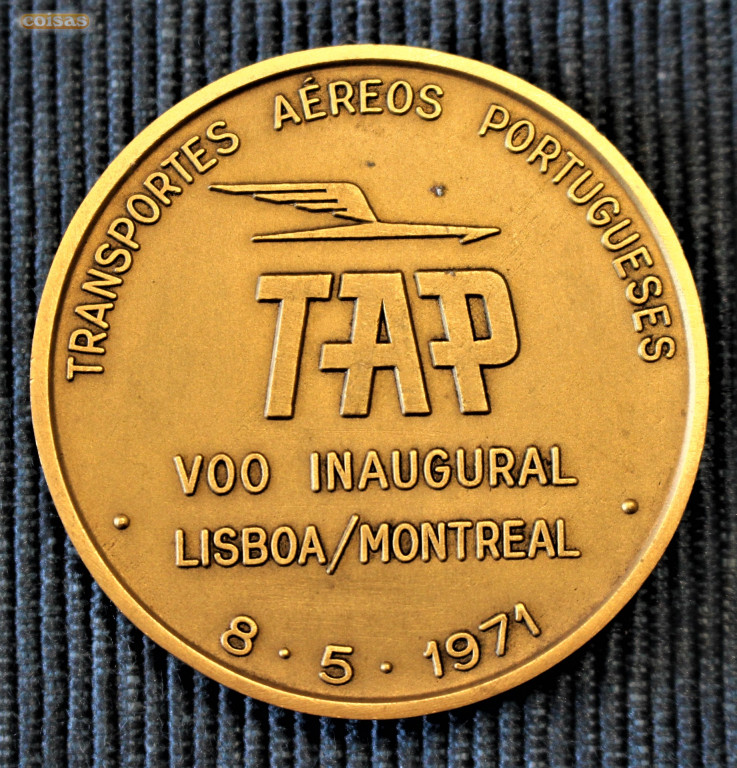 coisas
TRANSPORTES AÉREOS PORTUGUESES
TAP
VOO INAUGURAL
LISBOA/MONTREAL
8·5·1971